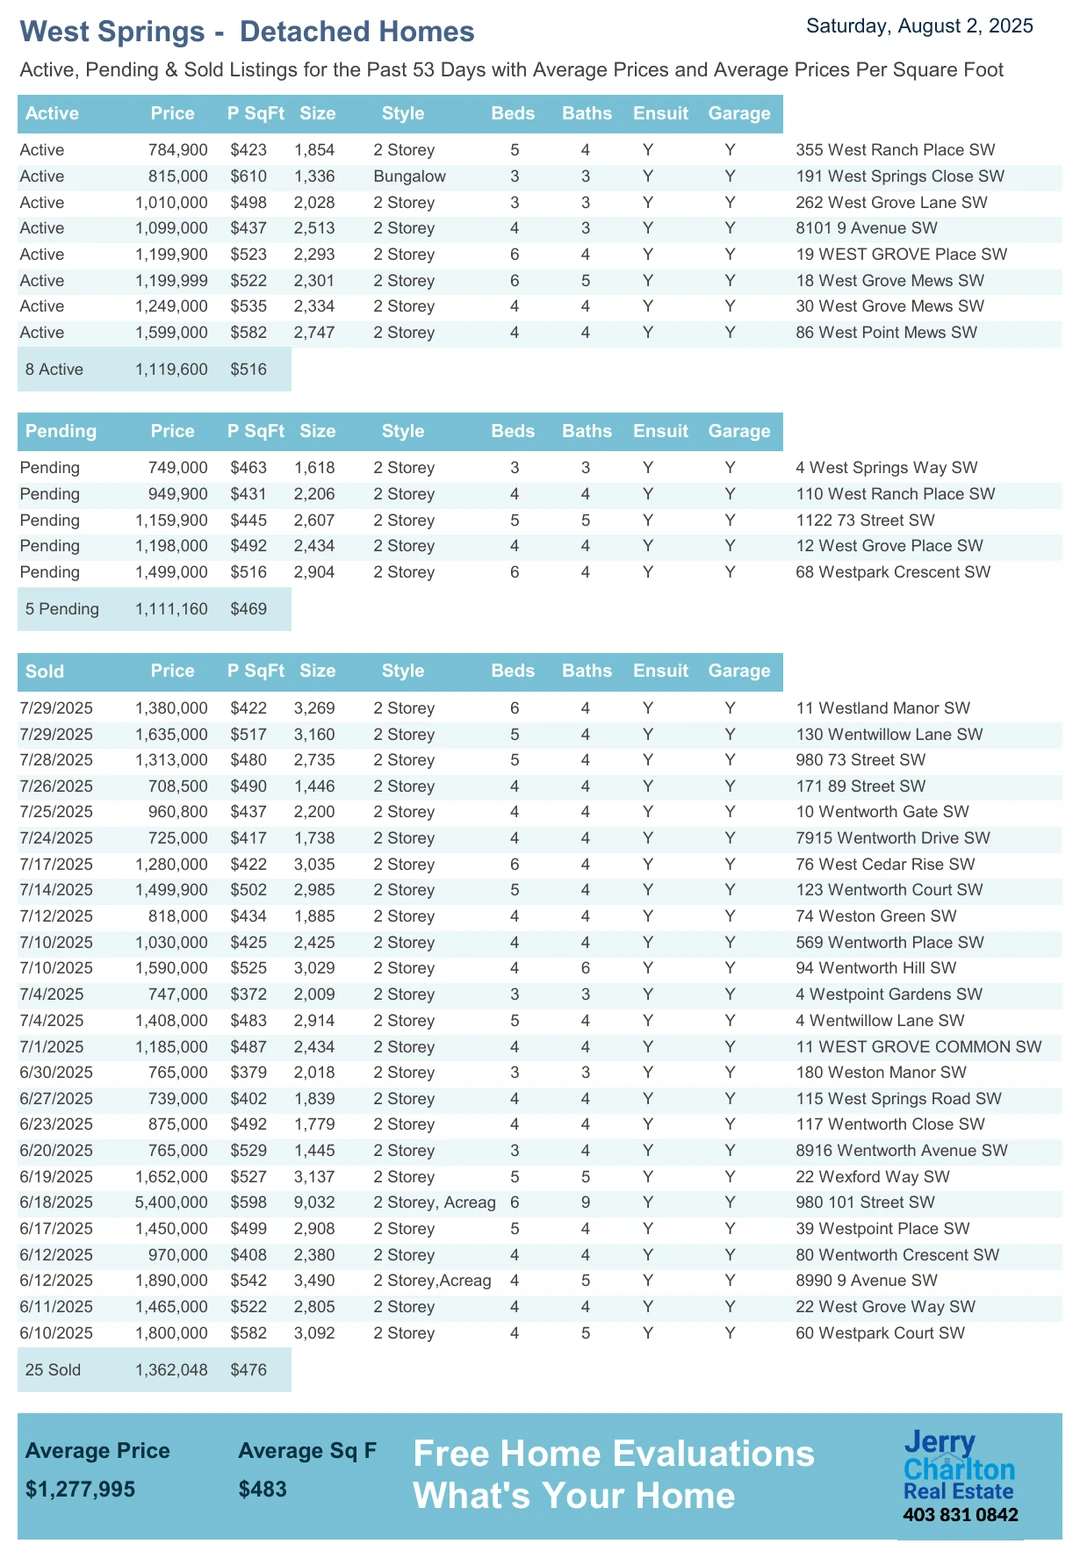 West Springs -  Detached Homes
Saturday, August 2, 2025
Active, Pending & Sold Listings for the Past 53 Days with Average Prices and Average Prices Per Square Foot
Active Price P SqFt Size Style Beds Baths Ensuit Garage
Active 784,900 $423 1,854 2 Storey 5 4 Y Y 355 West Ranch Place SW
Active 815,000 $610 1,336 Bungalow 3 3 Y Y 191 West Springs Close SW
Active 1,010,000 $498 2,028 2 Storey 3 3 Y Y 262 West Grove Lane SW
Active 1,099,000 $437 2,513 2 Storey 4 3 Y Y 8101 9 Avenue SW
Active 1,199,900 $523 2,293 2 Storey 6 4 Y Y 19 WEST GROVE Place SW
Active 1,199,999 $522 2,301 2 Storey 6 5 Y Y 18 West Grove Mews SW
Active 1,249,000 $535 2,334 2 Storey 4 4 Y Y 30 West Grove Mews SW
Active 1,599,000 $582 2,747 2 Storey 4 4 Y Y 86 West Point Mews SW
8 Active 1,119,600 $516
Pending Price P SqFt Size Style Beds Baths Ensuit Garage
Pending 749,000 $463 1,618 2 Storey 3 3 Y Y 4 West Springs Way SW
Pending 949,900 $431 2,206 2 Storey 4 4 Y Y 110 West Ranch Place SW
Pending 1,159,900 $445 2,607 2 Storey 5 5 Y Y 1122 73 Street SW
Pending 1,198,000 $492 2,434 2 Storey 4 4 Y Y 12 West Grove Place SW
Pending 1,499,000 $516 2,904 2 Storey 6 4 Y Y 68 Westpark Crescent SW
5 Pending 1,111,160 $469
Sold Price P SqFt Size Style Beds Baths Ensuit Garage
7/29/2025 1,380,000 $422 3,269 2 Storey 6 4 Y Y 11 Westland Manor SW
7/29/2025 1,635,000 $517 3,160 2 Storey 5 4 Y Y 130 Wentwillow Lane SW
7/28/2025 1,313,000 $480 2,735 2 Storey 5 4 Y Y 980 73 Street SW
7/26/2025 708,500 $490 1,446 2 Storey 4 4 Y Y 171 89 Street SW
7/25/2025 960,800 $437 2,200 2 Storey 4 4 Y Y 10 Wentworth Gate SW
7/24/2025 725,000 $417 1,738 2 Storey 4 4 Y Y 7915 Wentworth Drive SW
7/17/2025 1,280,000 $422 3,035 2 Storey 6 4 Y Y 76 West Cedar Rise SW
7/14/2025 1,499,900 $502 2,985 2 Storey 5 4 Y Y 123 Wentworth Court SW
7/12/2025 818,000 $434 1,885 2 Storey 4 4 Y Y 74 Weston Green SW
7/10/2025 1,030,000 $425 2,425 2 Storey 4 4 Y Y 569 Wentworth Place SW
7/10/2025 1,590,000 $525 3,029 2 Storey 4 6 Y Y 94 Wentworth Hill SW
7/4/2025 747,000 $372 2,009 2 Storey 3 3 Y Y 4 Westpoint Gardens SW
7/4/2025 1,408,000 $483 2,914 2 Storey 5 4 Y Y 4 Wentwillow Lane SW
7/1/2025 1,185,000 $487 2,434 2 Storey 4 4 Y Y 11 WEST GROVE COMMON SW
6/30/2025 765,000 $379 2,018 2 Storey 3 3 Y Y 180 Weston Manor SW
6/27/2025 739,000 $402 1,839 2 Storey 4 4 Y Y 115 West Springs Road SW
6/23/2025 875,000 $492 1,779 2 Storey 4 4 Y Y 117 Wentworth Close SW
6/20/2025 765,000 $529 1,445 2 Storey 3 4 Y Y 8916 Wentworth Avenue SW
6/19/2025 1,652,000 $527 3,137 2 Storey 5 5 Y Y 22 Wexford Way SW
6/18/2025 5,400,000 $598 9,032 2 Storey, Acreag 6 9 Y Y 980 101 Street SW
6/17/2025 1,450,000 $499 2,908 2 Storey 5 4 Y Y 39 Westpoint Place SW
6/12/2025 970,000 $408 2,380 2 Storey 4 4 Y Y 80 Wentworth Crescent SW
6/12/2025 1,890,000 $542 3,490 2 Storey,Acreag 4 5 Y Y 8990 9 Avenue SW
6/11/2025 1,465,000 $522 2,805 2 Storey 4 4 Y Y 22 West Grove Way SW
6/10/2025 1,800,000 $582 3,092 2 Storey 4 5 Y Y 60 Westpark Court SW
25 Sold 1,362,048 $476
Average Price Average Sq F
$1,277,995 $483
Free Home Evaluations
What's Your Home
Jerry
Charlton
Real Estate
403 831 0842